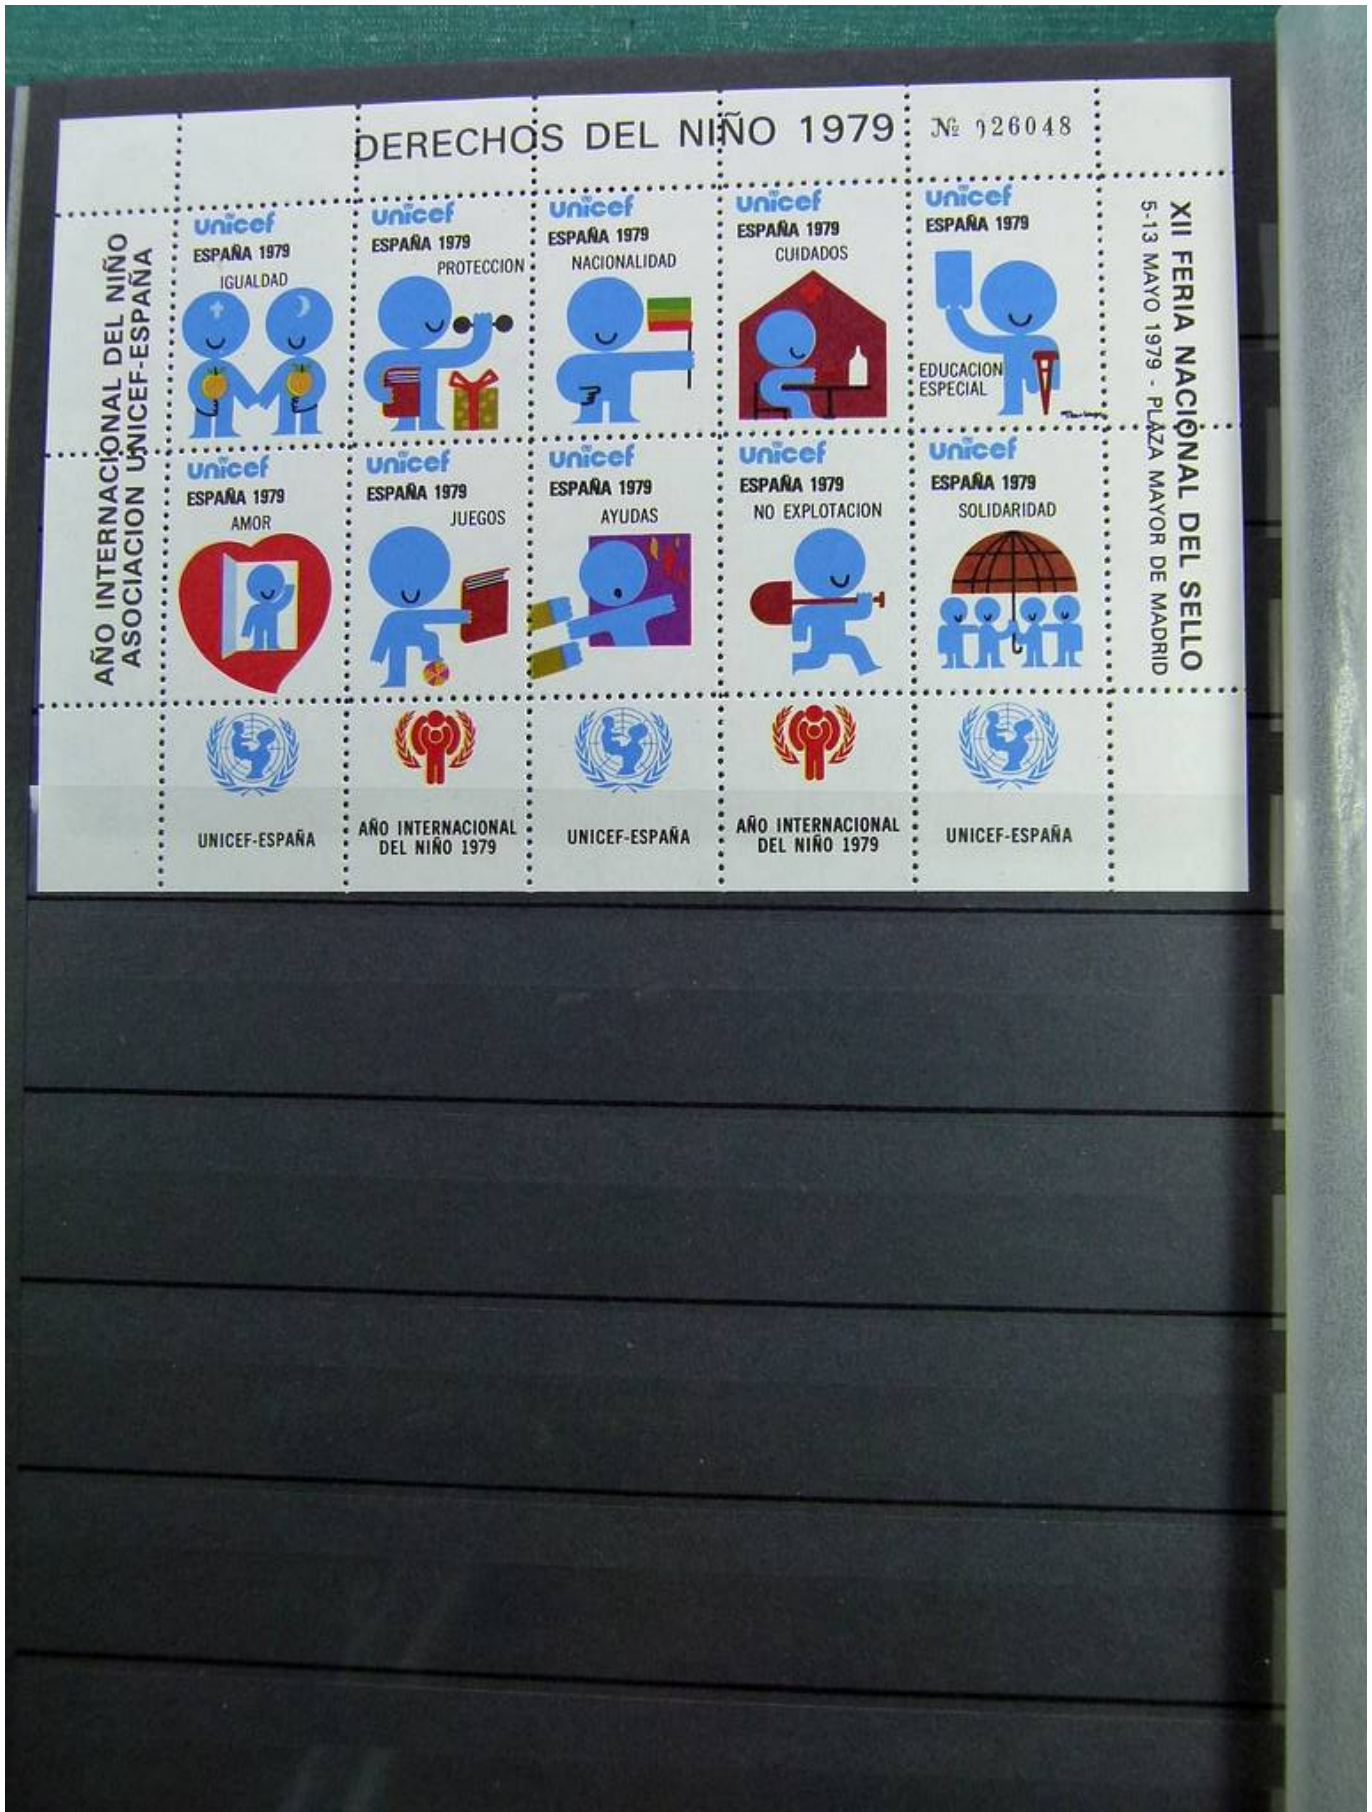 DERECHOS DEL NIÑO 1979
Nº 026048
AÑO INTERNACIONAL DEL NIÑO
ASOCIACION UNICEF-ESPAÑA
unicef
ESPAÑA 1979
IGUALDAD
unicef
ESPAÑA 1979
PROTECCION
unicef
ESPAÑA 1979
NACIONALIDAD
unicef
ESPAÑA 1979
CUIDADOS
unicef
ESPAÑA 1979
EDUCACION
ESPECIAL
unicef
ESPAÑA 1979
AMOR
unicef
ESPAÑA 1979
JUEGOS
unicef
ESPAÑA 1979
AYUDAS
unicef
ESPAÑA 1979
NO EXPLOTACION
unicef
ESPAÑA 1979
SOLIDARIDAD
XII FERIA NACIONAL DEL SELLO
5-13 MAYO 1979 - PLAZA MAYOR DE MADRID
UNICEF-ESPAÑA
AÑO INTERNACIONAL
DEL NIÑO 1979
UNICEF-ESPAÑA
AÑO INTERNACIONAL
DEL NIÑO 1979
UNICEF-ESPAÑA